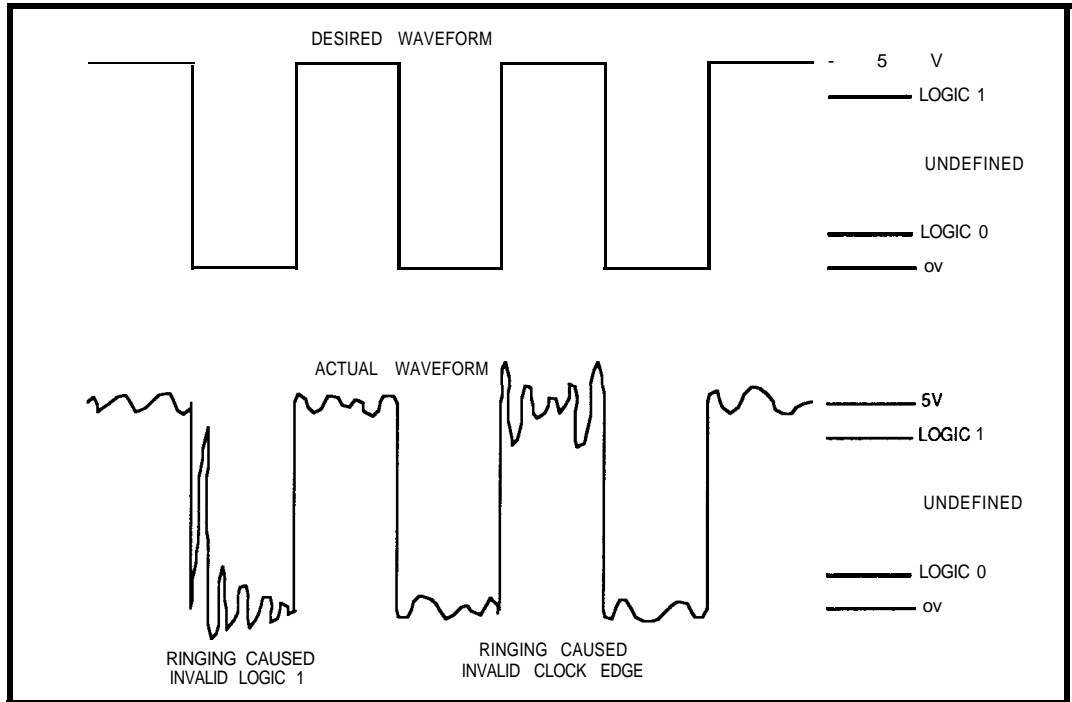 DESIRED WAVEFORM
- 5 V
LOGIC 1
UNDEFINED
LOGIC 0
ov
ACTUAL WAVEFORM
5V
LOGIC 1
UNDEFINED
LOGIC 0
ov
RINGING CAUSED
INVALID LOGIC 1
RINGING CAUSED
INVALID CLOCK EDGE